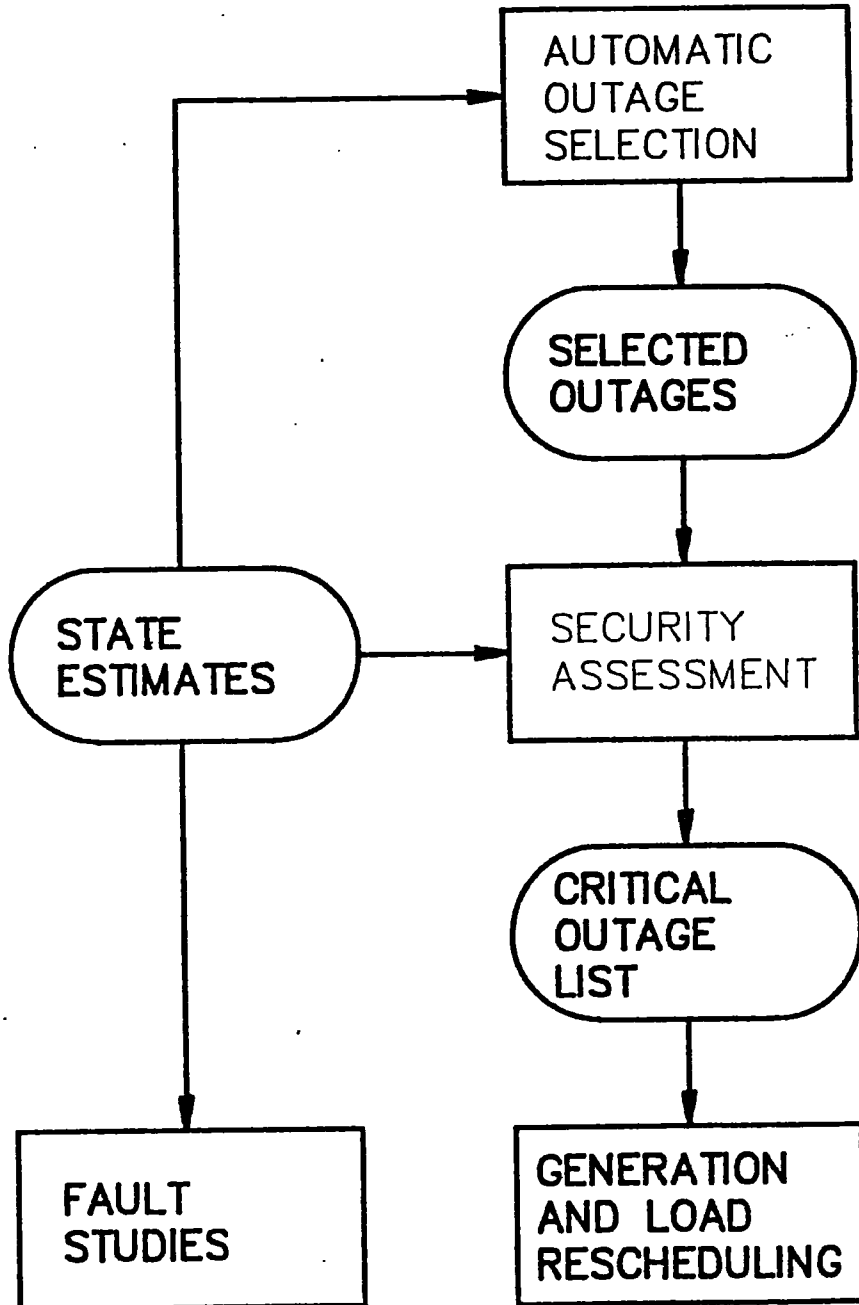 AUTOMATIC
OUTAGE
SELECTION
SELECTED
OUTAGES
STATE
ESTIMATES
SECURITY
ASSESSMENT
CRITICAL
OUTAGE
LIST
FAULT
STUDIES
GENERATION
AND LOAD
RESCHEDULING